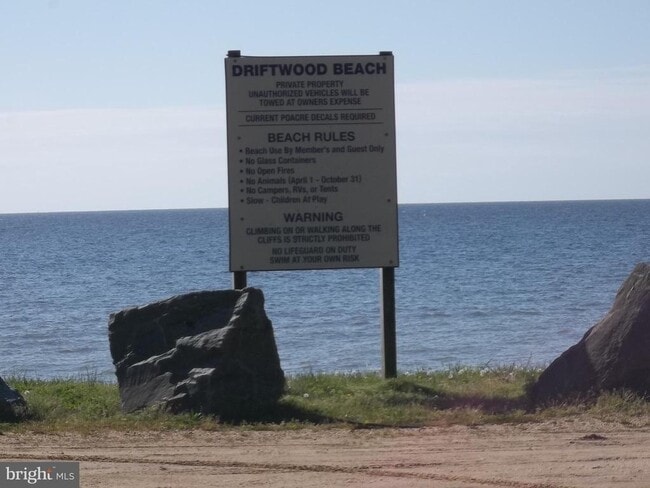 DRIFTWOOD BEACH
PRIVATE PROPERTY
UNAUTHORIZED VEHICLES WILL BE
TOWED AT OWNERS EXPENSE
CURRENT POACRE DECALS REQUIRED
BEACH RULES
• Beach Use By Member's and Guest Only
• No Glass Containers
• No Open Fires
• No Animals (April 1 - October 31)
• No Campers, RVs, or Tents
• Slow - Children At Play
WARNING
CLIMBING ON OR WALKING ALONG THE
CLIFFS IS STRICTLY PROHIBITED
NO LIFEGUARD ON DUTY
SWIM AT YOUR OWN RISK
bright MLS